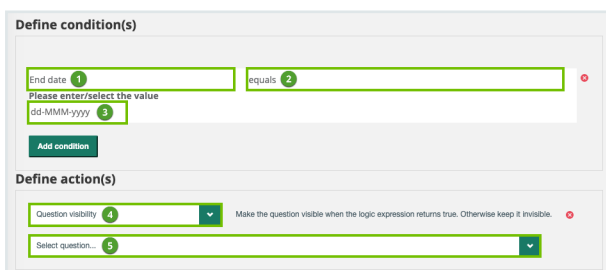 Define condition(s)
End date 1 equals 2
Please enter/select the value
dd-MMM-yyyy 3
Add condition
Define action(s)
Question visibility 4 Make the question visible when the logic expression returns true. Otherwise keep it invisible.
Select question... 5